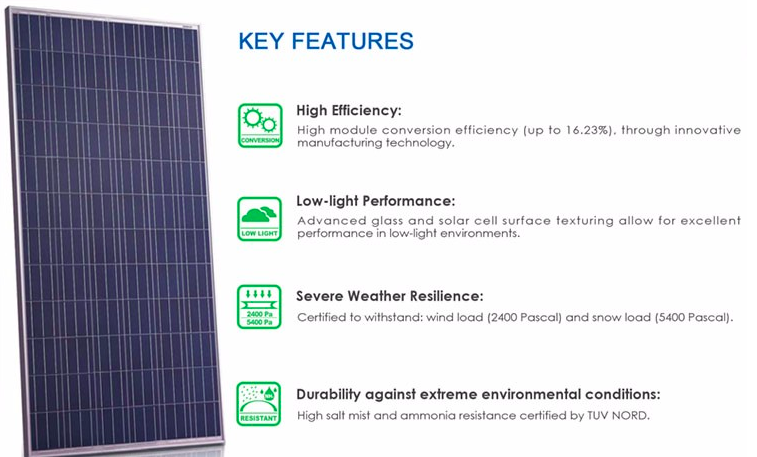 KEY FEATURES
High Efficiency:
High module conversion efficiency (up to 16.23%), through innovative
manufacturing technology.
CONVERSION
Low-light Performance:
Advanced glass and solar cell surface texturing allow for excellent
performance in low-light environments.
LOW LIGHT
Severe Weather Resilience:
Certified to withstand: wind load (2400 Pascal) and snow load (5400 Pascal).
2400 Pa
5400 Pa
Durability against extreme environmental conditions:
High salt mist and ammonia resistance certified by TUV NORD.
RESISTANT